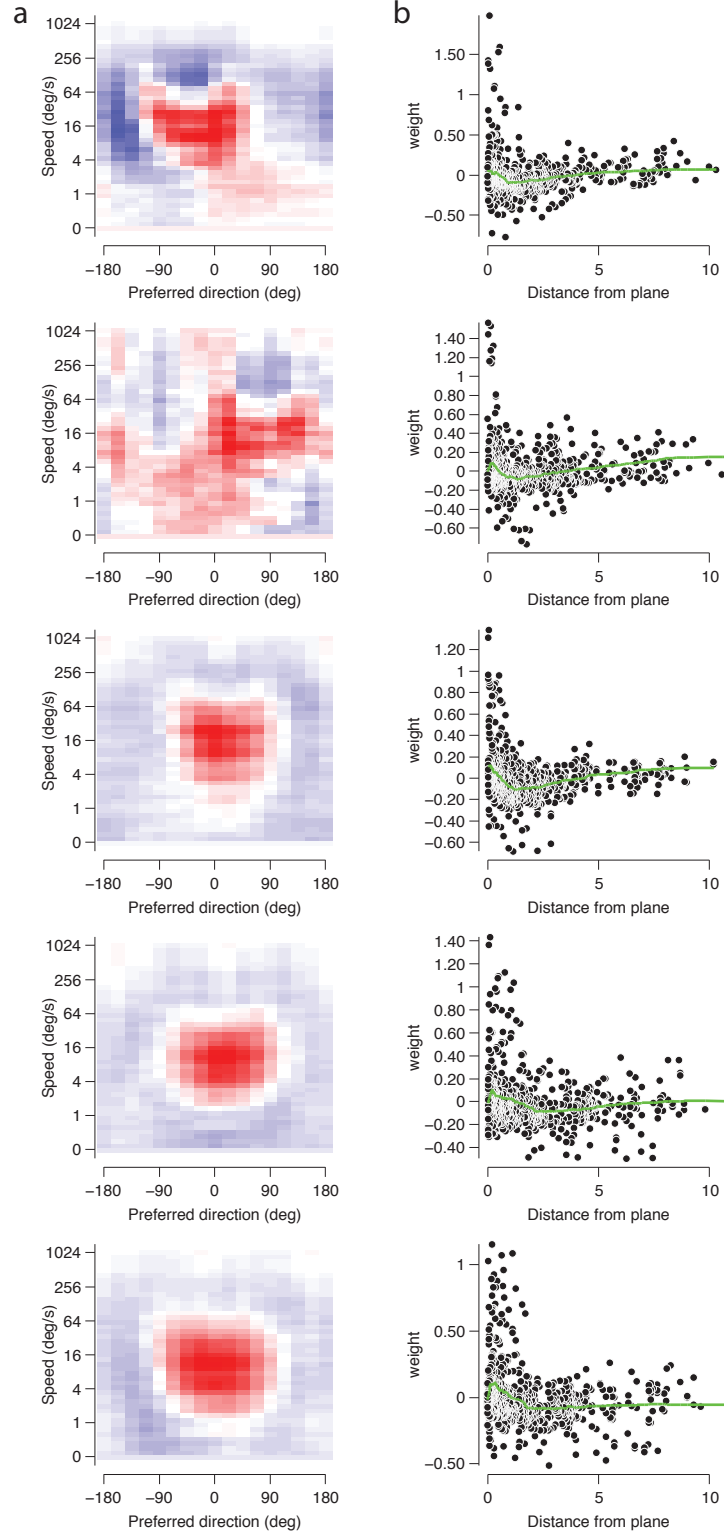 a
b
1024
256
64
16
4
1
0
Speed (deg/s)
−180 −90 0 90 180
Preferred direction (deg)
1
0.50
0
−0.50
weight
0 5 10
Distance from plane
1024
256
64
16
4
1
0
Speed (deg/s)
−180 −90 0 90 180
Preferred direction (deg)
1.40
1.20
1
0.80
0.60
0.40
0.20
0
−0.20
−0.40
−0.60
weight
0 5 10
Distance from plane
1024
256
64
16
4
1
0
Speed (deg/s)
−180 −90 0 90 180
Preferred direction (deg)
1.20
1
0.80
0.60
0.40
0.20
0
−0.20
−0.40
−0.60
weight
0 5 10
Distance from plane
1024
256
64
16
4
1
0
Speed (deg/s)
−180 −90 0 90 180
Preferred direction (deg)
1.40
1.20
1
0.80
0.60
0.40
0.20
0
−0.20
−0.40
weight
0 5 10
Distance from plane
1024
256
64
16
4
1
0
Speed (deg/s)
−180 −90 0 90 180
Preferred direction (deg)
1
0.50
0
−0.50
weight
0 5 10
Distance from plane